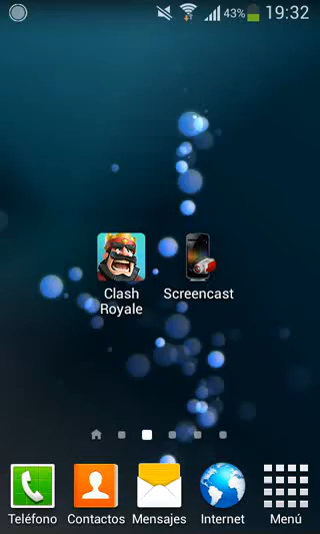 43% 19:32
Clash Royale
Screencast
Teléfono Contactos Mensajes Internet Menú